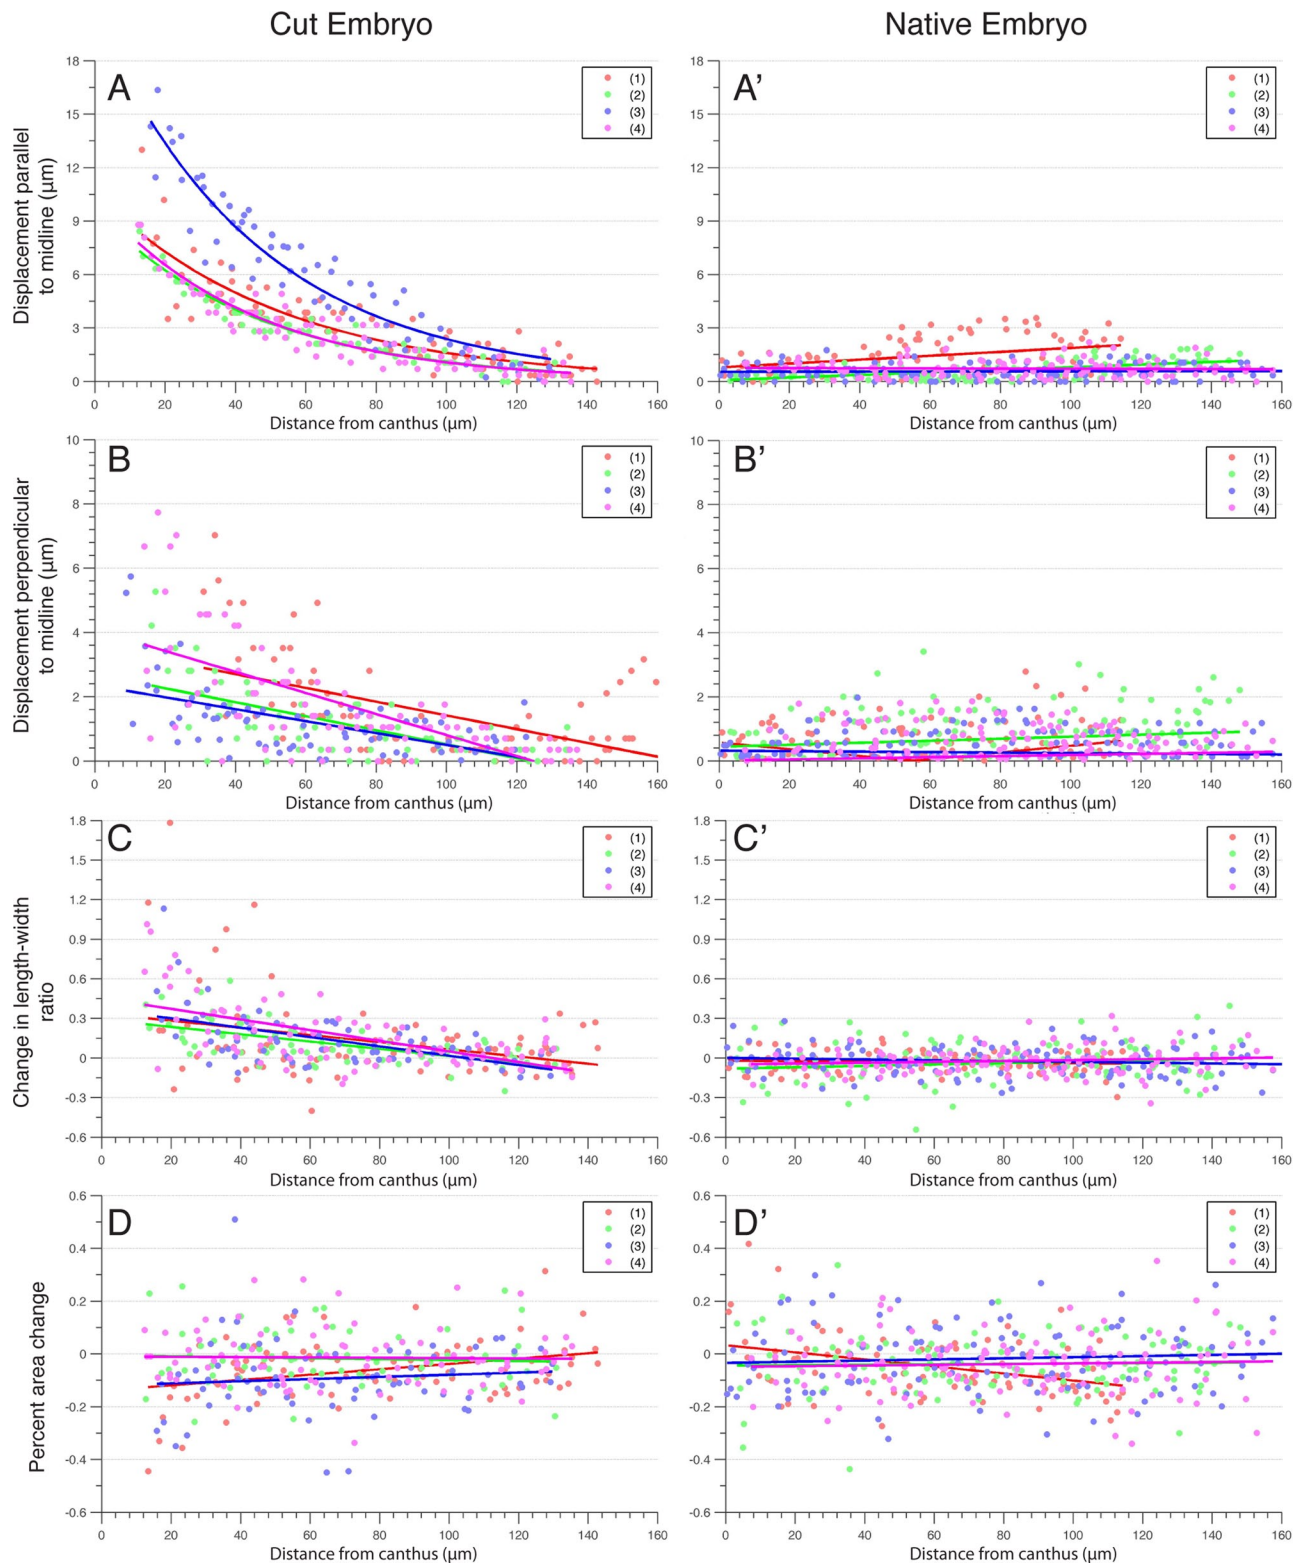 Cut Embryo
Native Embryo
A
Displacement parallel
to midline (µm)
18
15
12
9
6
3
0
0 20 40 60 80 100 120 140 160
Distance from canthus (µm)
(1)
(2)
(3)
(4)
A’
18
15
12
9
6
3
0
0 20 40 60 80 100 120 140 160
Distance from canthus (µm)
(1)
(2)
(3)
(4)
B
Displacement perpendicular
to midline (µm)
10
8
6
4
2
0
0 20 40 60 80 100 120 140 160
Distance from canthus (µm)
(1)
(2)
(3)
(4)
B’
10
8
6
4
2
0
0 20 40 60 80 100 120 140 160
Distance from canthus (µm)
(1)
(2)
(3)
(4)
C
Change in length-width
ratio
1.8
1.5
1.2
0.9
0.6
0.3
0
-0.3
-0.6
0 20 40 60 80 100 120 140 160
Distance from canthus (µm)
(1)
(2)
(3)
(4)
C’
1.8
1.5
1.2
0.9
0.6
0.3
0
-0.3
-0.6
0 20 40 60 80 100 120 140 160
Distance from canthus (µm)
(1)
(2)
(3)
(4)
D
Percent area change
0.6
0.4
0.2
0
-0.2
-0.4
-0.6
0 20 40 60 80 100 120 140 160
Distance from canthus (µm)
(1)
(2)
(3)
(4)
D’
0.6
0.4
0.2
0
-0.2
-0.4
-0.6
0 20 40 60 80 100 120 140 160
Distance from canthus (µm)
(1)
(2)
(3)
(4)